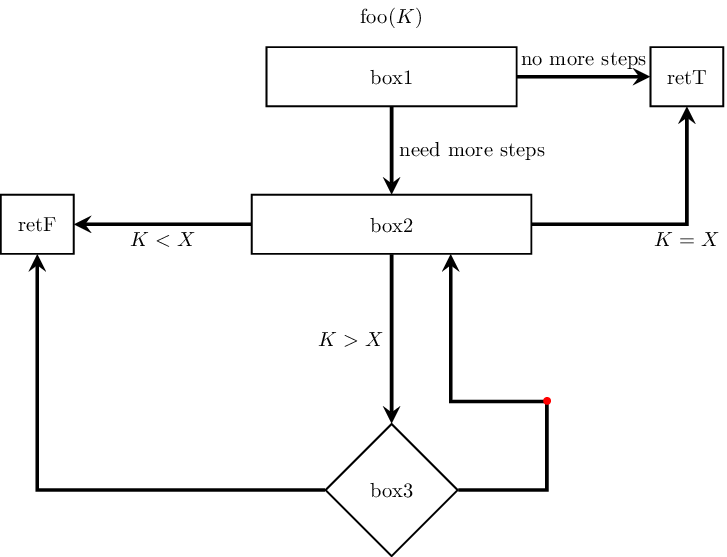 foo(K)
box1
no more steps
retT
need more steps
retF
box2
K < X
K = X
K > X
box3